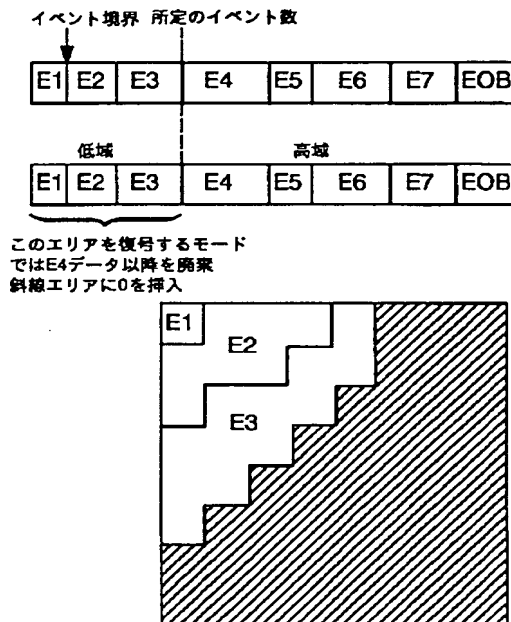 イベント境界 所定のイベント数
E1 E2 E3 E4 E5 E6 E7 EOB
低域 高域
E1 E2 E3 E4 E5 E6 E7 EOB
このエリアを復号するモード
ではE4データ以降を廃棄
斜線エリアに0を挿入
E1
E2
E3